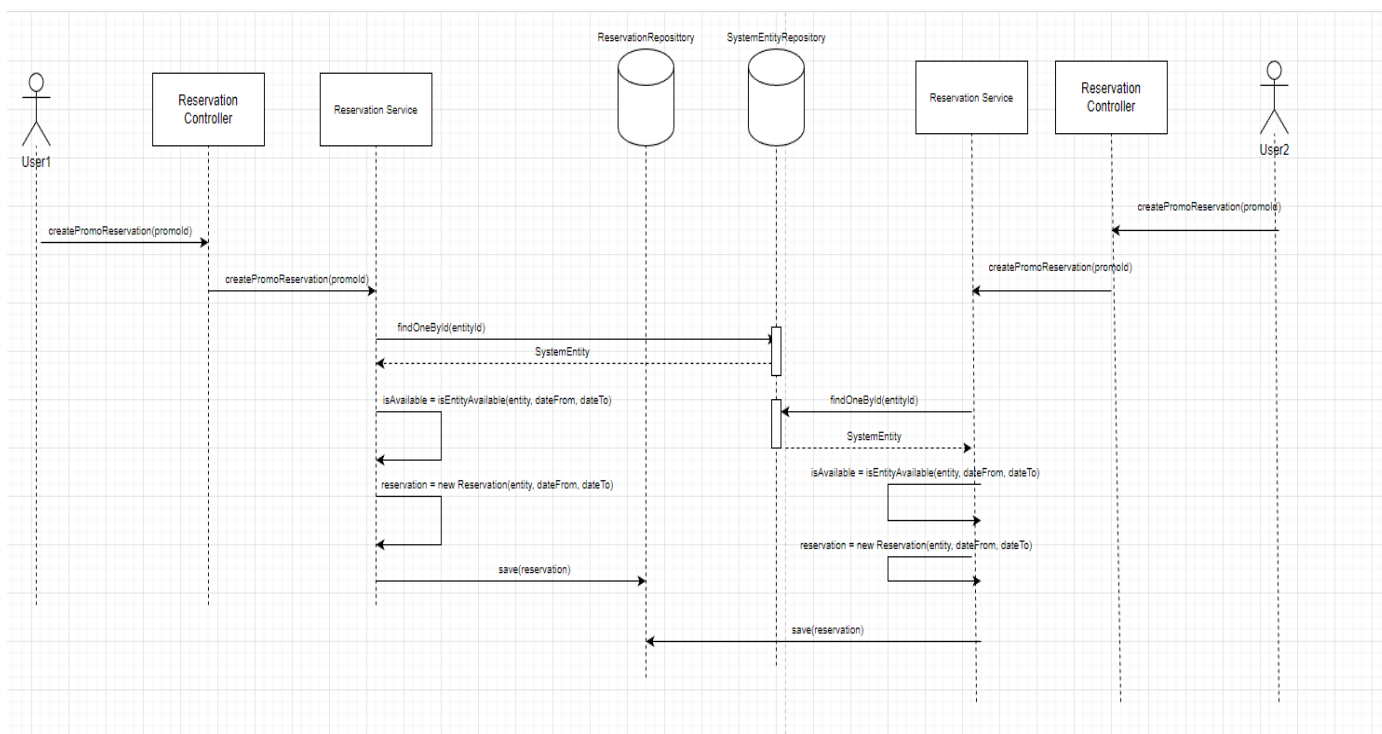 ReservationReposittory
SystemEntityRepository
Reservation
Controller
Reservation Service
Reservation Service
Reservation
Controller
User1
User2
createPromoReservation(promoId)
createPromoReservation(promoId)
createPromoReservation(promoId)
createPromoReservation(promoId)
findOneById(entityId)
SystemEntity
isAvailable = isEntityAvailable(entity, dateFrom, dateTo)
findOneById(entityId)
SystemEntity
isAvailable = isEntityAvailable(entity, dateFrom, dateTo)
reservation = new Reservation(entity, dateFrom, dateTo)
reservation = new Reservation(entity, dateFrom, dateTo)
save(reservation)
save(reservation)